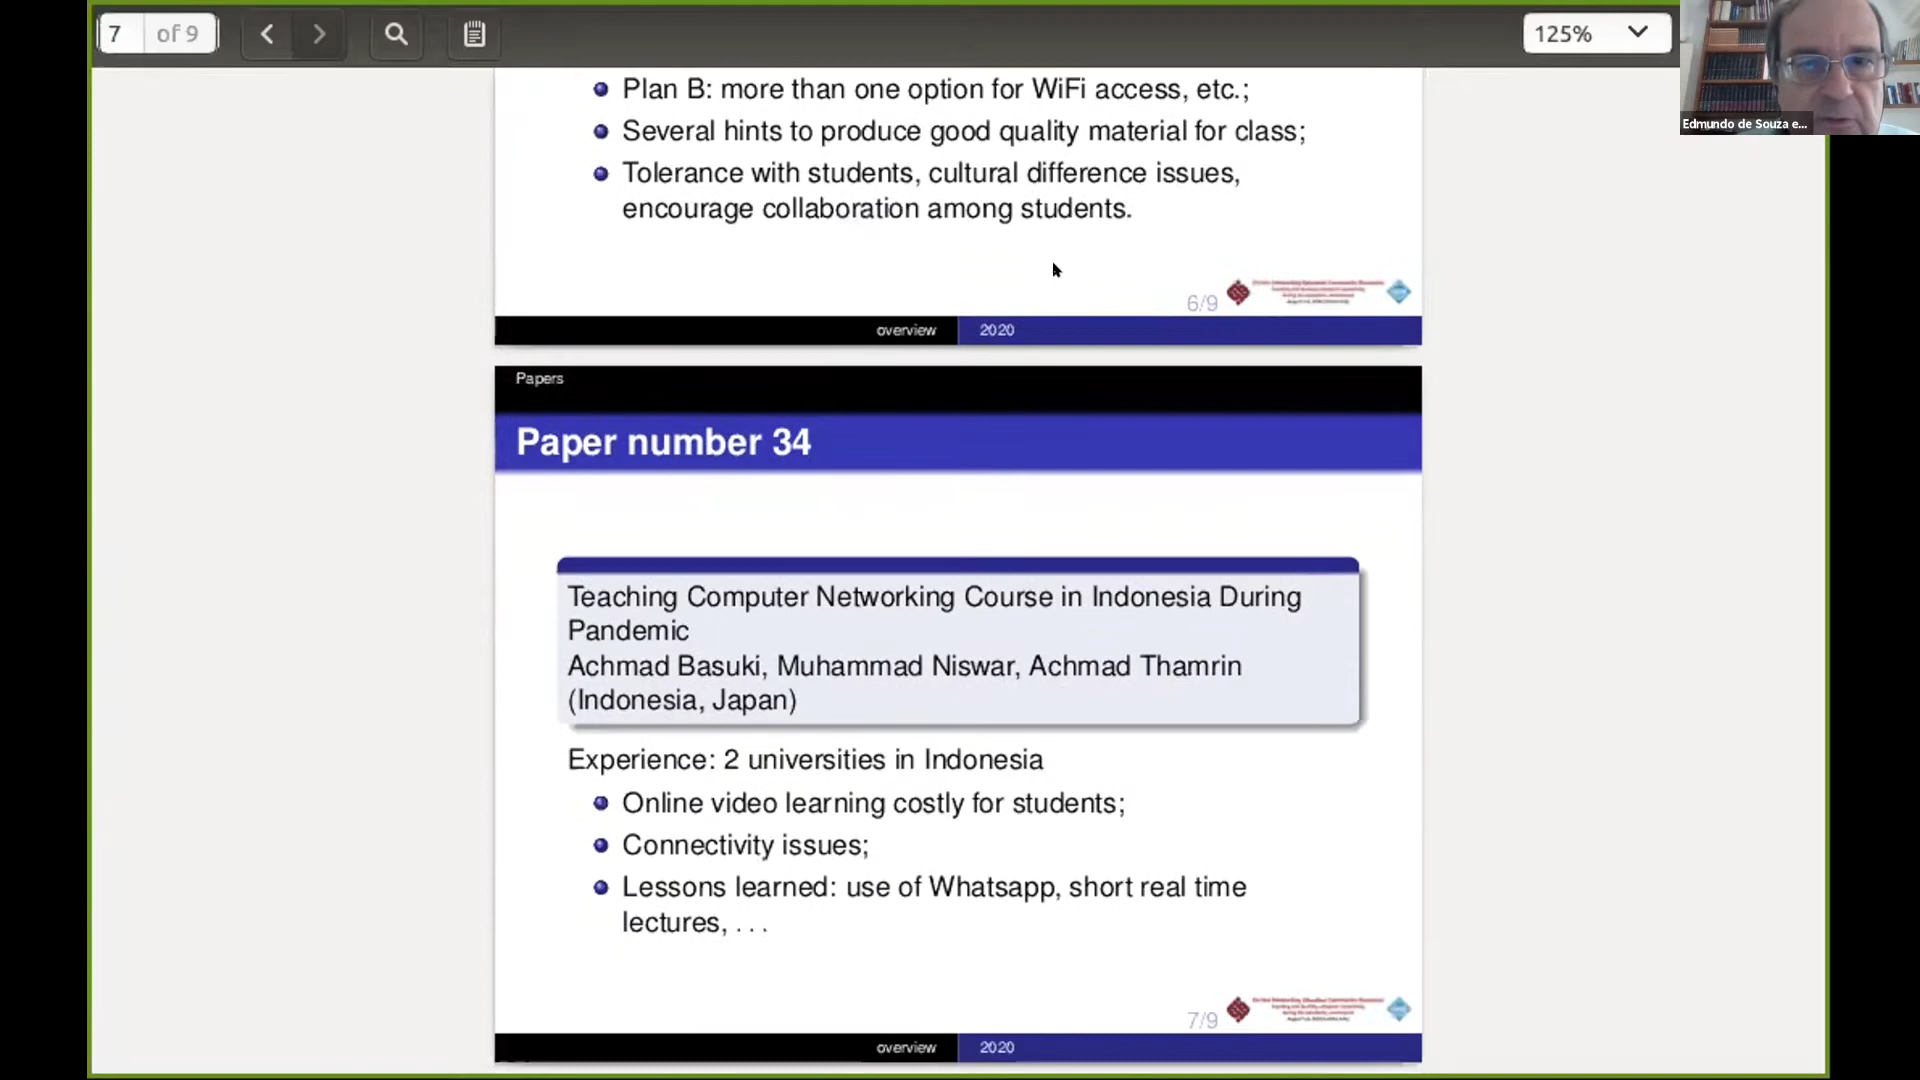 7 of 9
125%
Edmundo de Souza e...
Plan B: more than one option for WiFi access, etc.;
Several hints to produce good quality material for class;
Tolerance with students, cultural difference issues,
encourage collaboration among students.
6/9
overview 2020
Papers
Paper number 34
Teaching Computer Networking Course in Indonesia During
Pandemic
Achmad Basuki, Muhammad Niswar, Achmad Thamrin
(Indonesia, Japan)
Experience: 2 universities in Indonesia
Online video learning costly for students;
Connectivity issues;
Lessons learned: use of Whatsapp, short real time
lectures, . . .
7/9
overview 2020